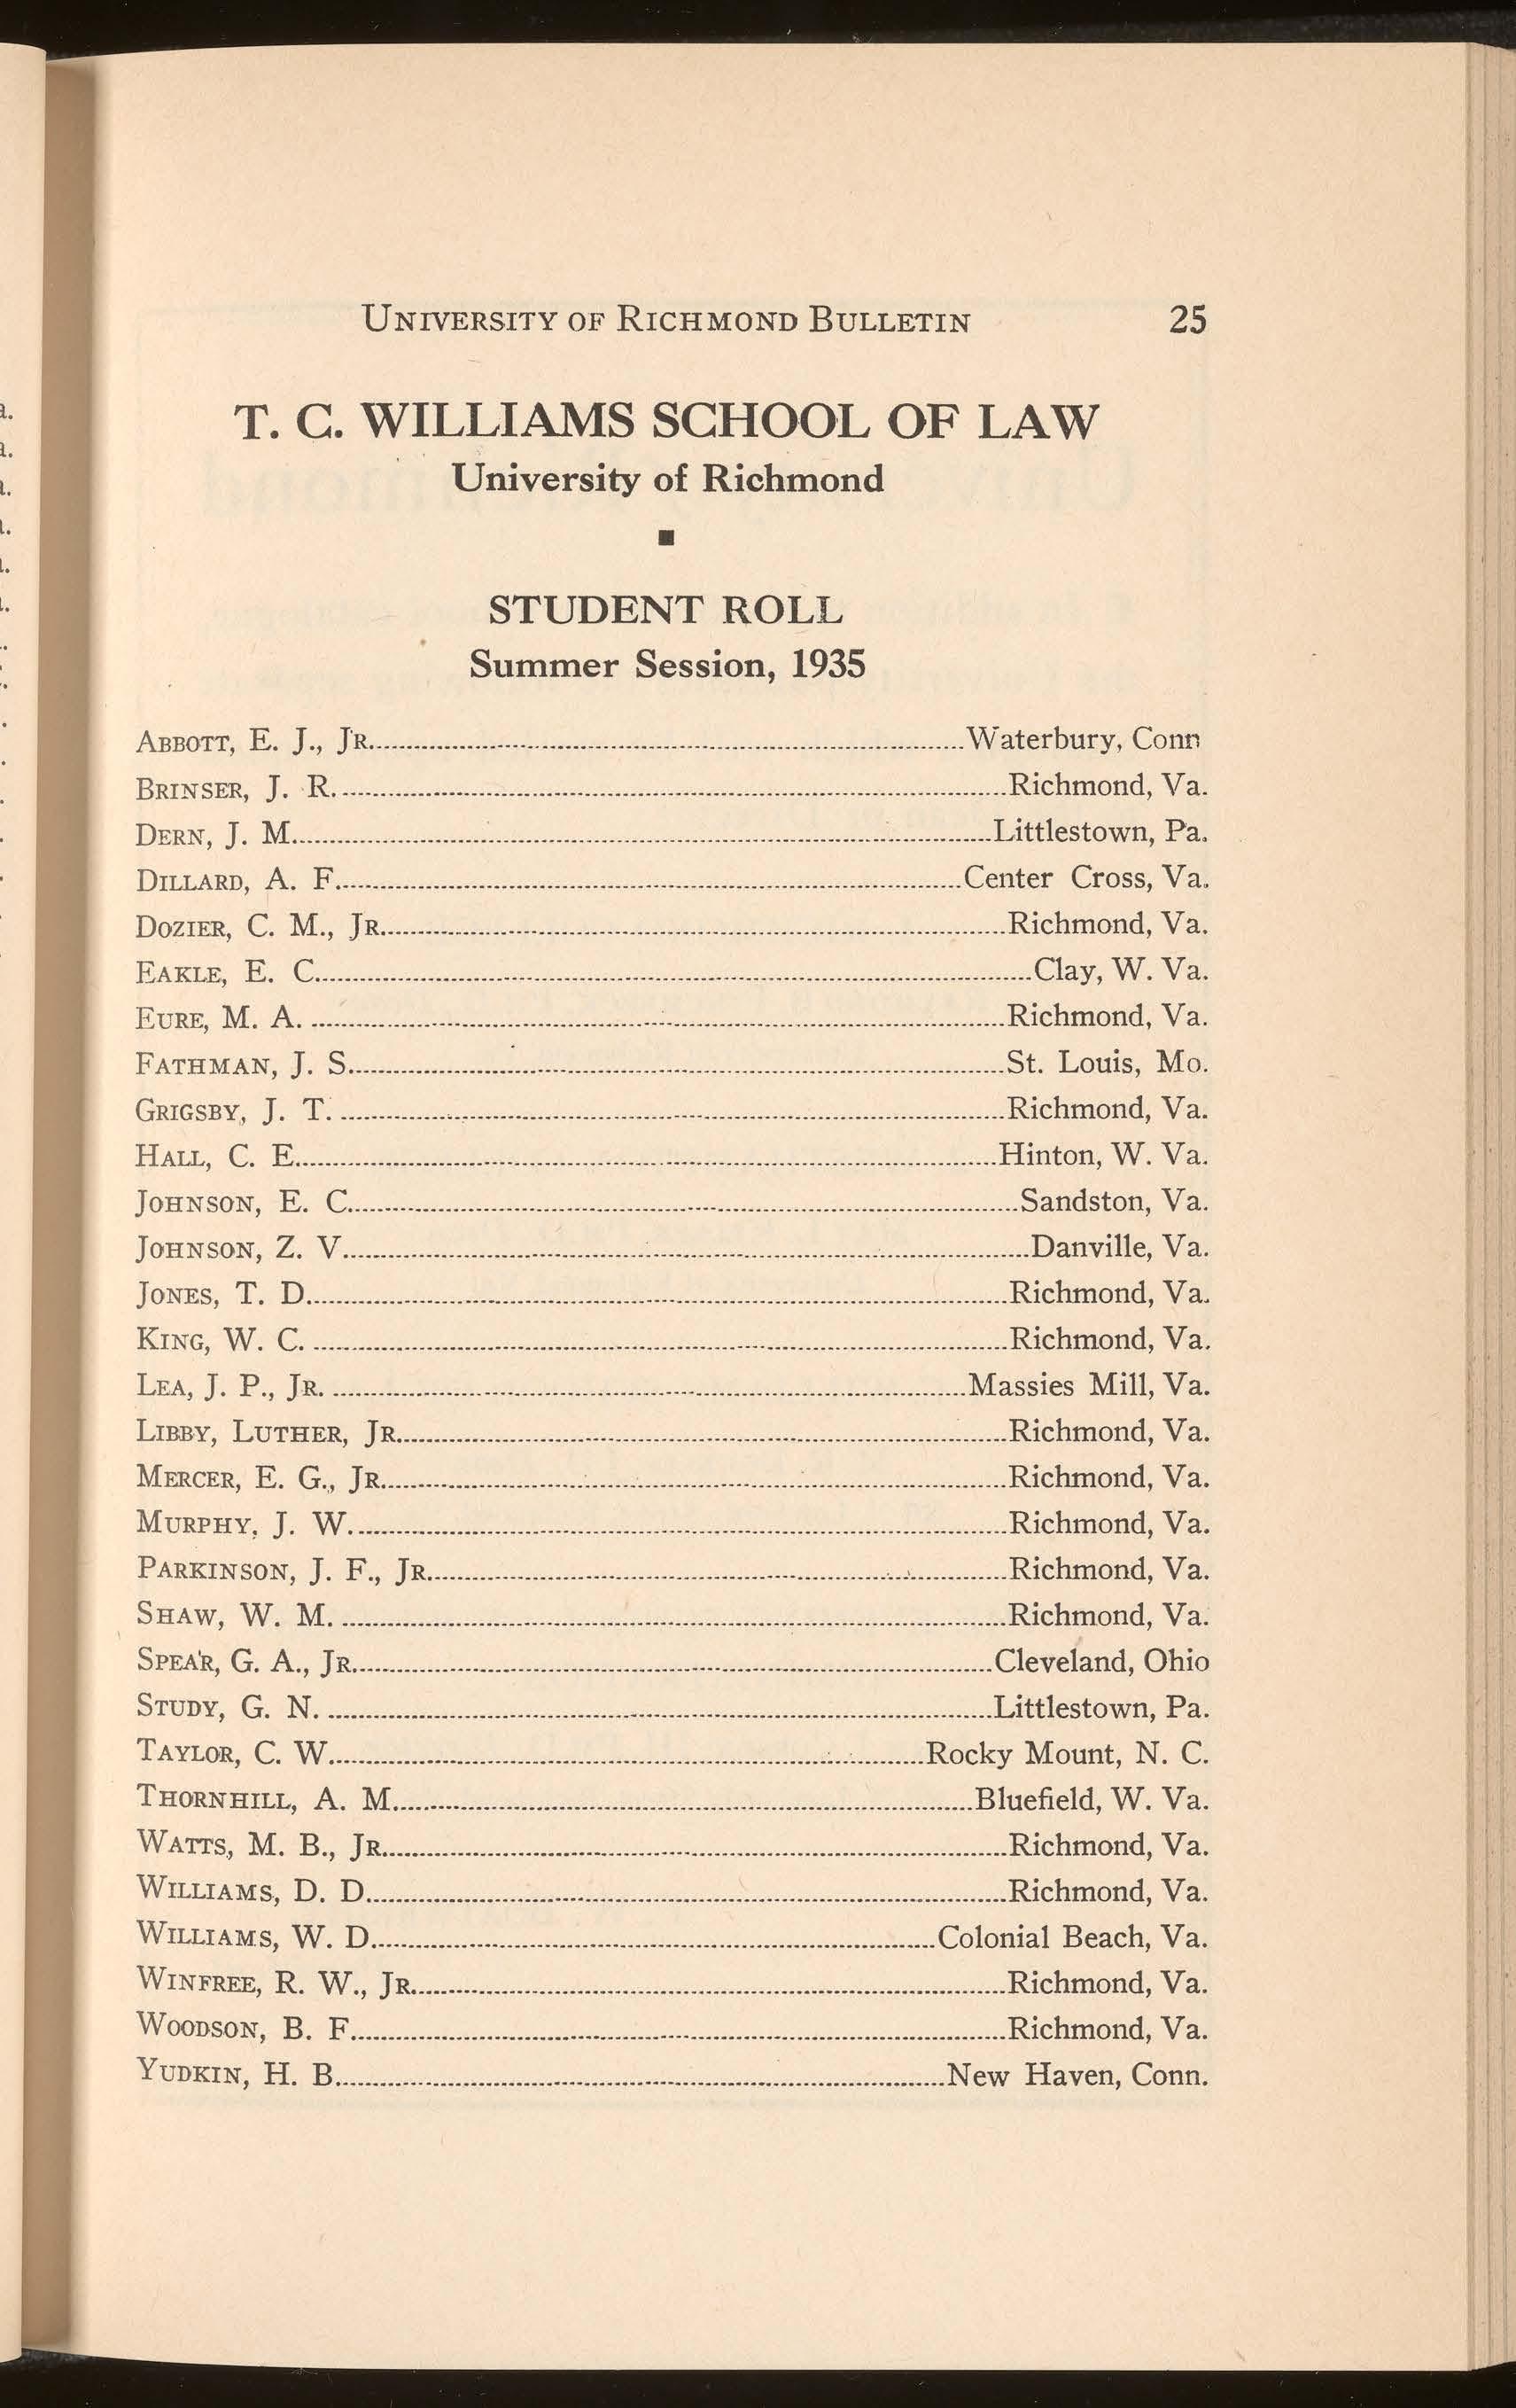 UNIVERSITY OF RICHMOND BULLETIN 25
T. C. WILLIAMS SCHOOL OF LAW
University of Richmond
■
STUDENT ROLL
Summer Session, 1935
ABBOTT, E. J., JR. Waterbury, Conn
BRINSER, J. R. Richmond, Va.
DERN, J. M. Littlestown, Pa.
DILLARD, A. F. Center Cross, Va.
DOZIER, C. M., JR. Richmond, Va.
EAKLE, E. C. Clay, W. Va.
EURE, M. A. Richmond, Va.
FATHMAN, J. S. St. Louis, Mo.
GRIGSBY, J. T. Richmond, Va.
HALL, C. E. Hinton, W. Va.
JOHNSON, E. C. Sandston, Va.
JOHNSON, Z. V. Danville, Va.
JONES, T. D. Richmond, Va.
KING, W. C. Richmond, Va.
LEA, J. P., JR. Massies Mill, Va.
LIBBY, LUTHER, JR. Richmond, Va.
MERCER, E. G., JR. Richmond, Va.
MURPHY, J. W. Richmond, Va.
PARKINSON, J. F., JR. Richmond, Va.
SHAW, W. M. Richmond, Va.
SPEAR, G. A., JR. Cleveland, Ohio
STUDY, G. N. Littlestown, Pa.
TAYLOR, C. W. Rocky Mount, N. C.
THORNHILL, A. M. Bluefield, W. Va.
WATTS, M. B., JR. Richmond, Va.
WILLIAMS, D. D. Richmond, Va.
WILLIAMS, W. D. Colonial Beach, Va.
WINFREE, R. W., JR. Richmond, Va.
WOODSON, B. F. Richmond, Va.
YUDKIN, H. B. New Haven, Conn.